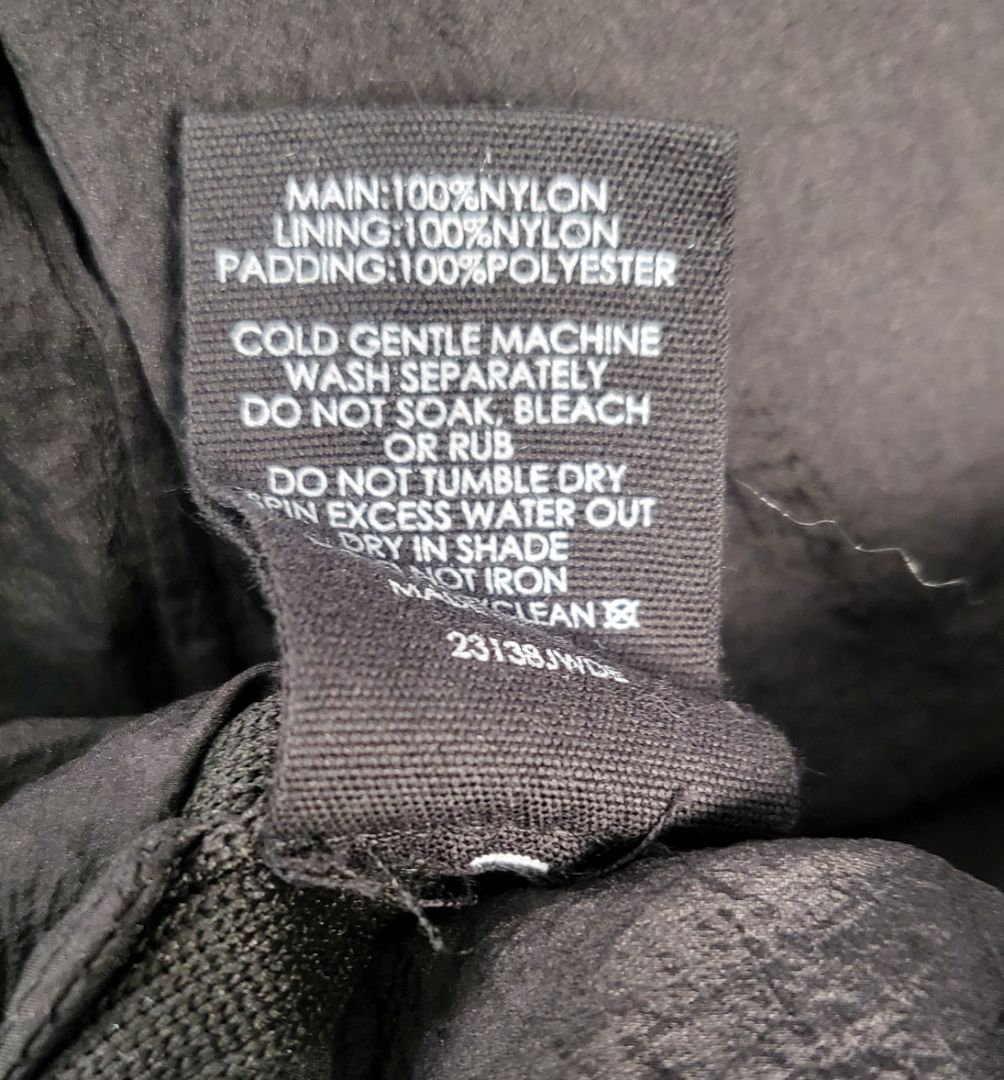 MAIN:100%NYLON
LINING:100%NYLON
PADDING:100%POLYESTER
COLD GENTLE MACHINE
WASH SEPARATELY
DO NOT SOAK, BLEACH
OR RUB
DO NOT TUMBLE DRY
SPIN EXCESS WATER OUT
DRY IN SHADE
NOT IRON
CLEAN
23138JWDE